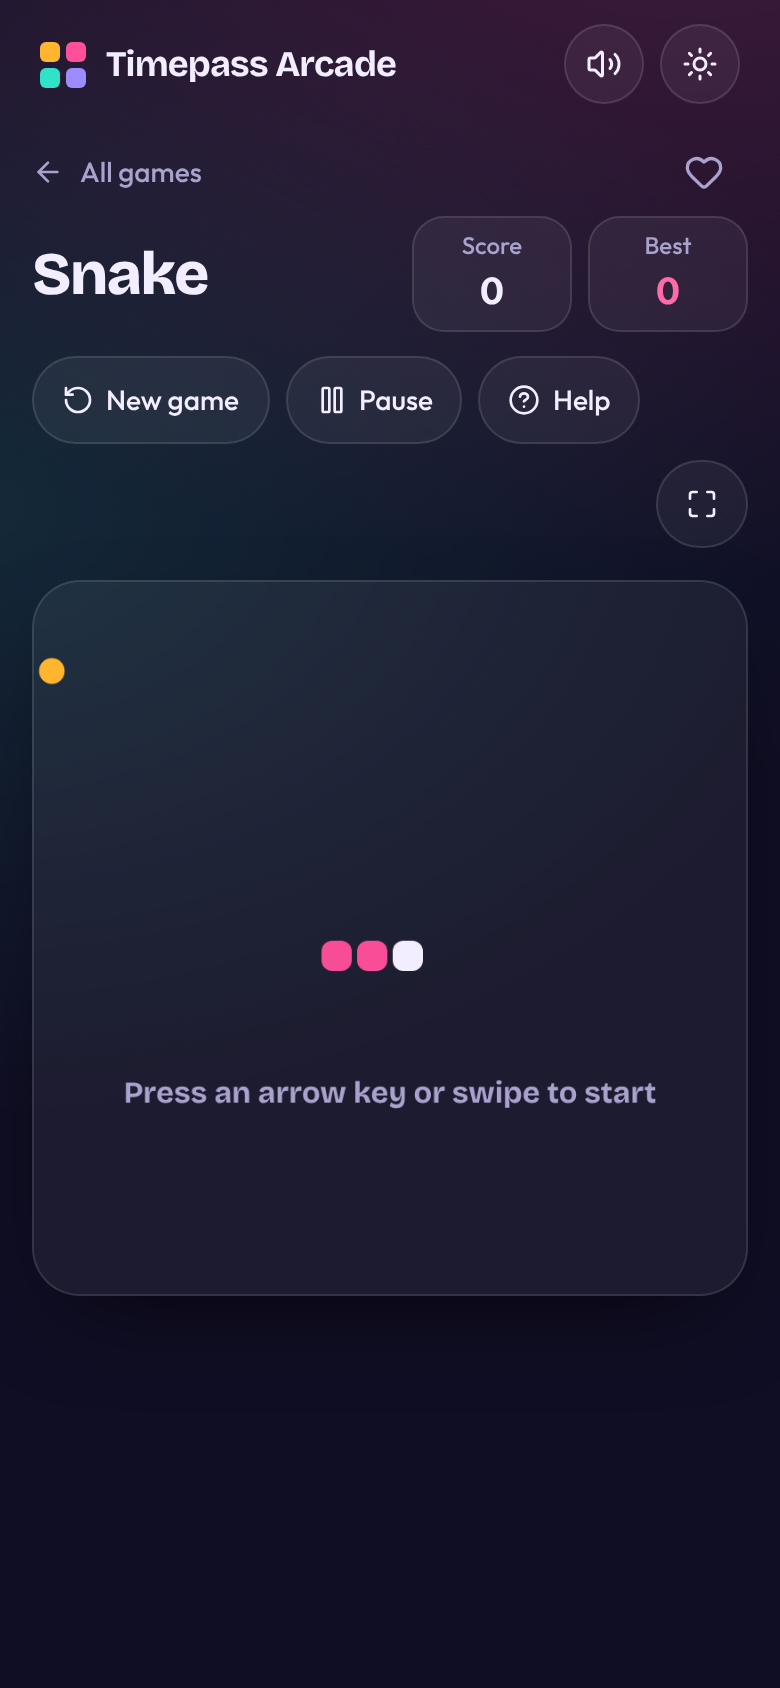 Timepass Arcade
All games
Snake
Score
0
Best
0
New game
Pause
Help
Press an arrow key or swipe to start